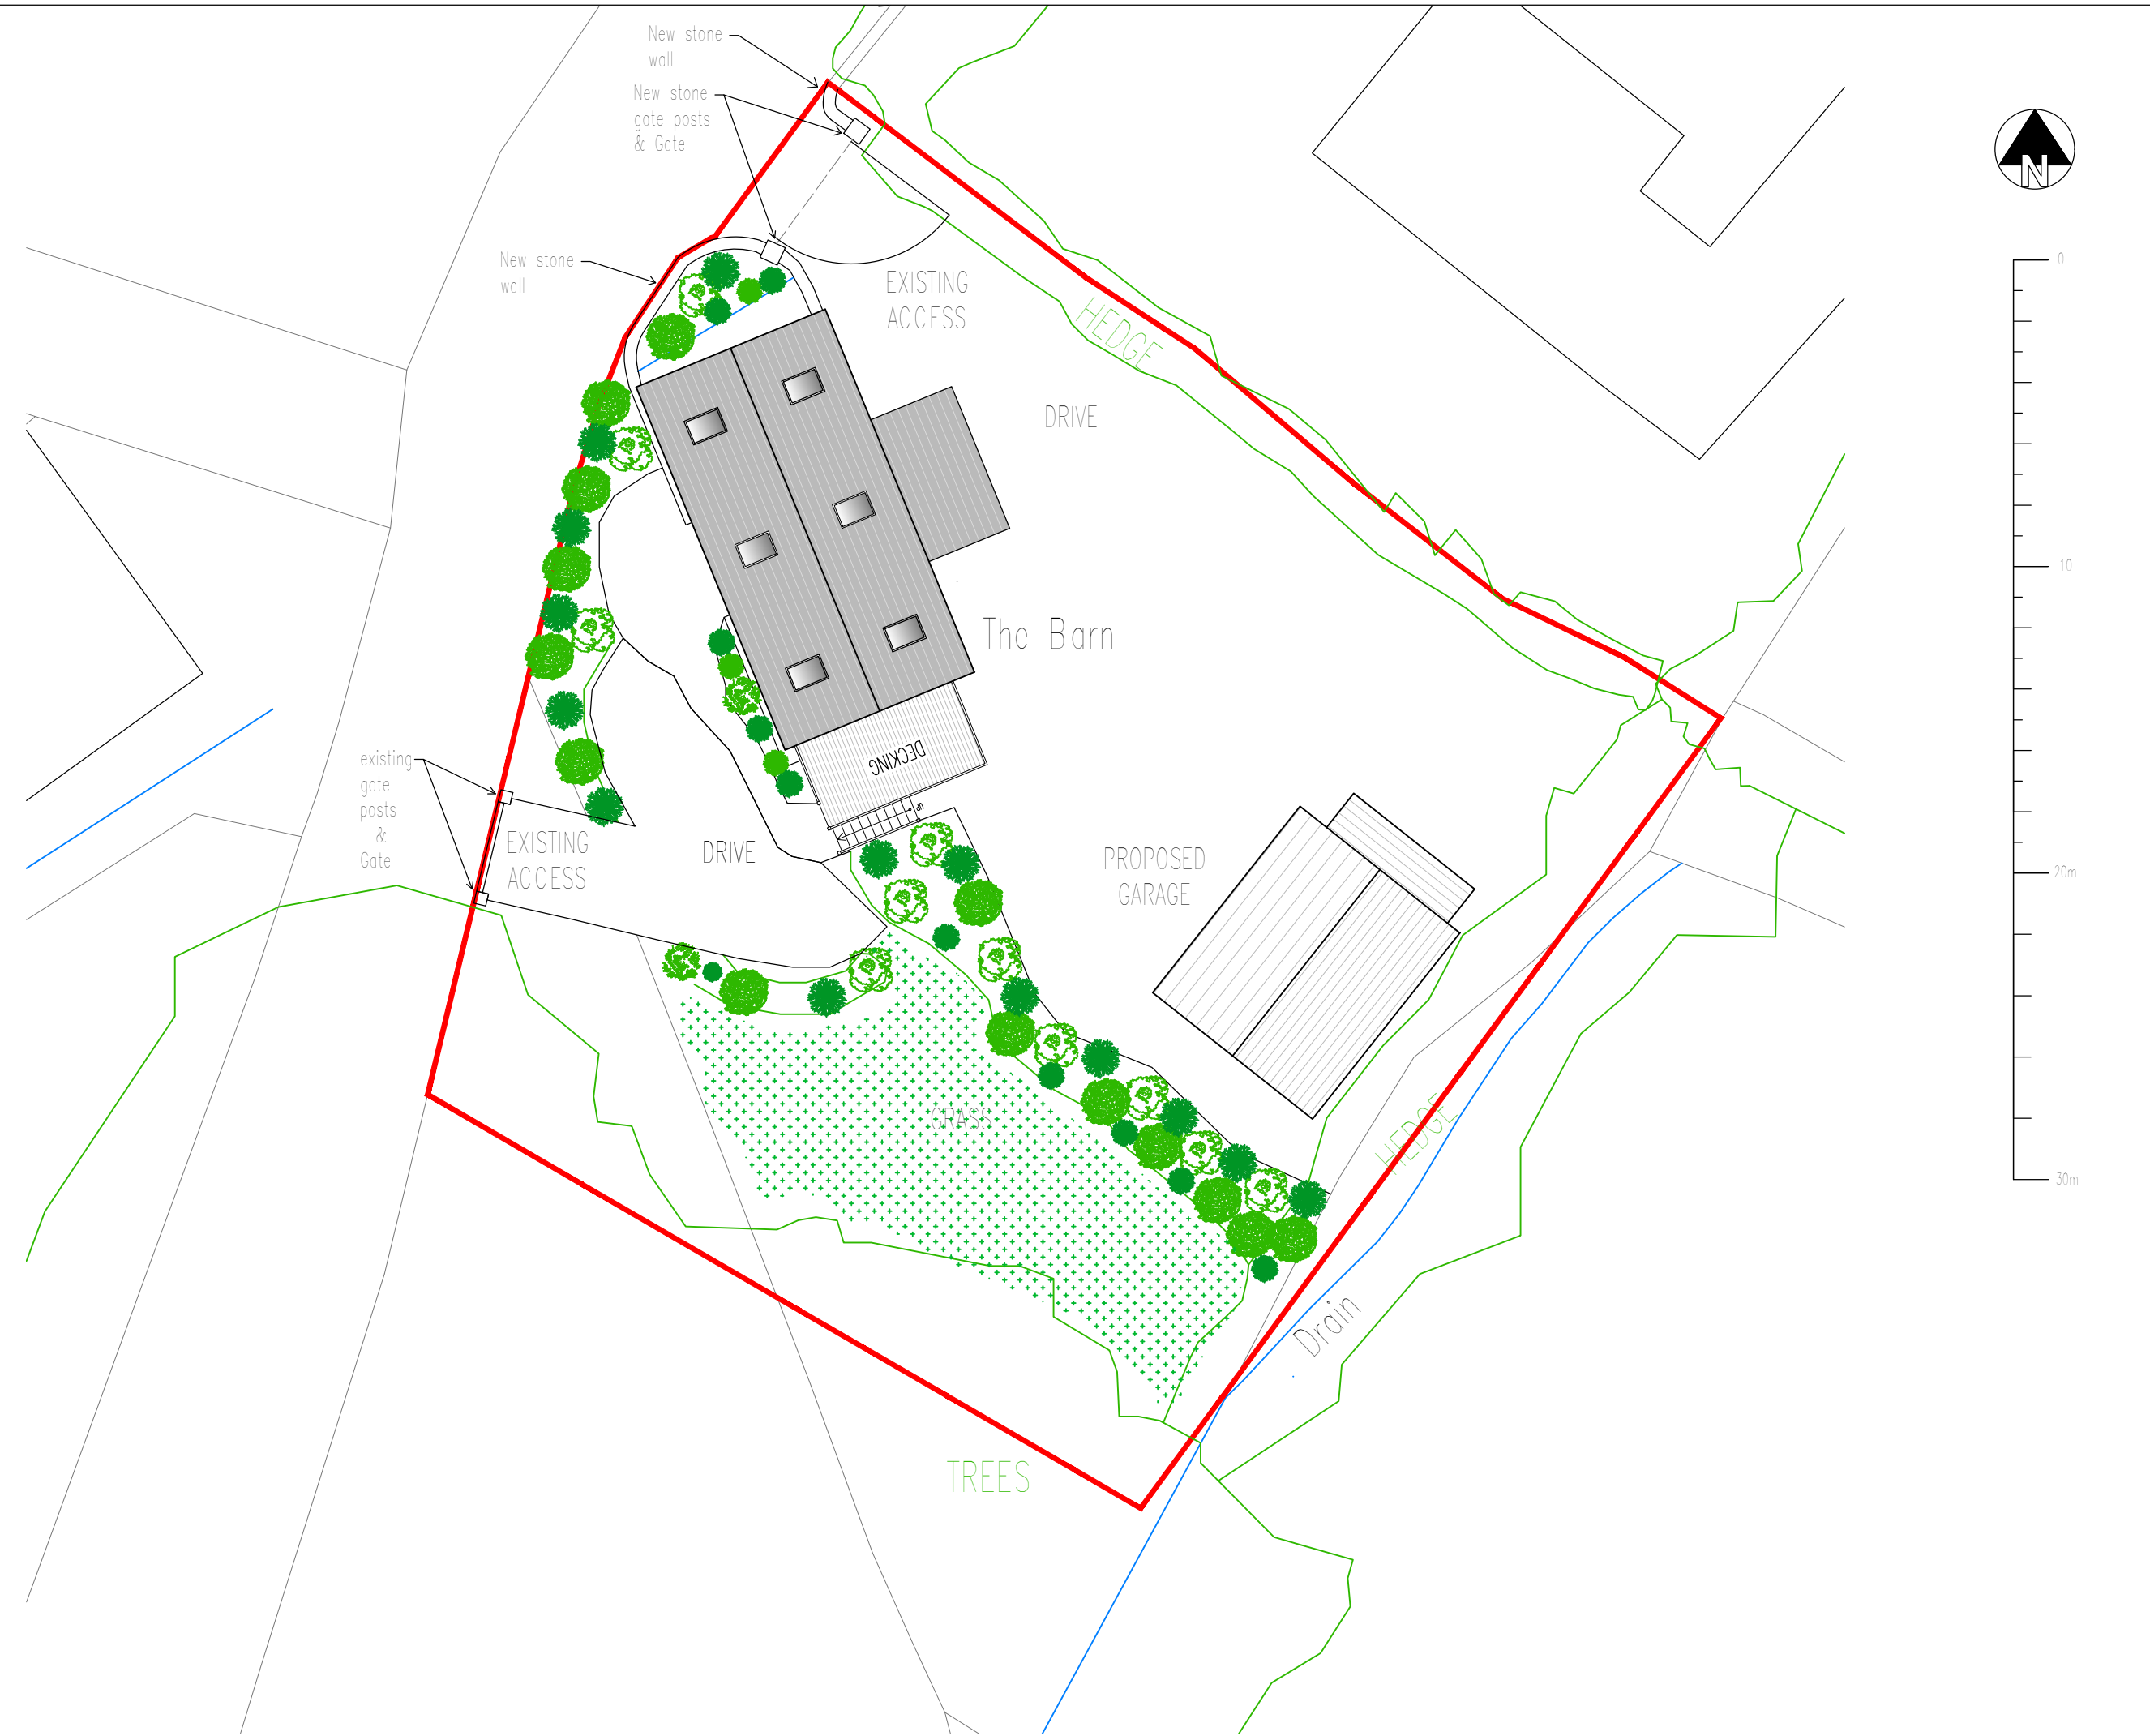 New stone
wall
New stone
gate posts
& Gate
N
New stone
wall
0
EXISTING
ACCESS
HEDGE
DRIVE
10
The Barn
DECKING
existing
gate
posts
&
Gate
UP
EXISTING
ACCESS
DRIVE
PROPOSED
GARAGE
20m
GRASS
HEDGE
30m
Drain
TREES